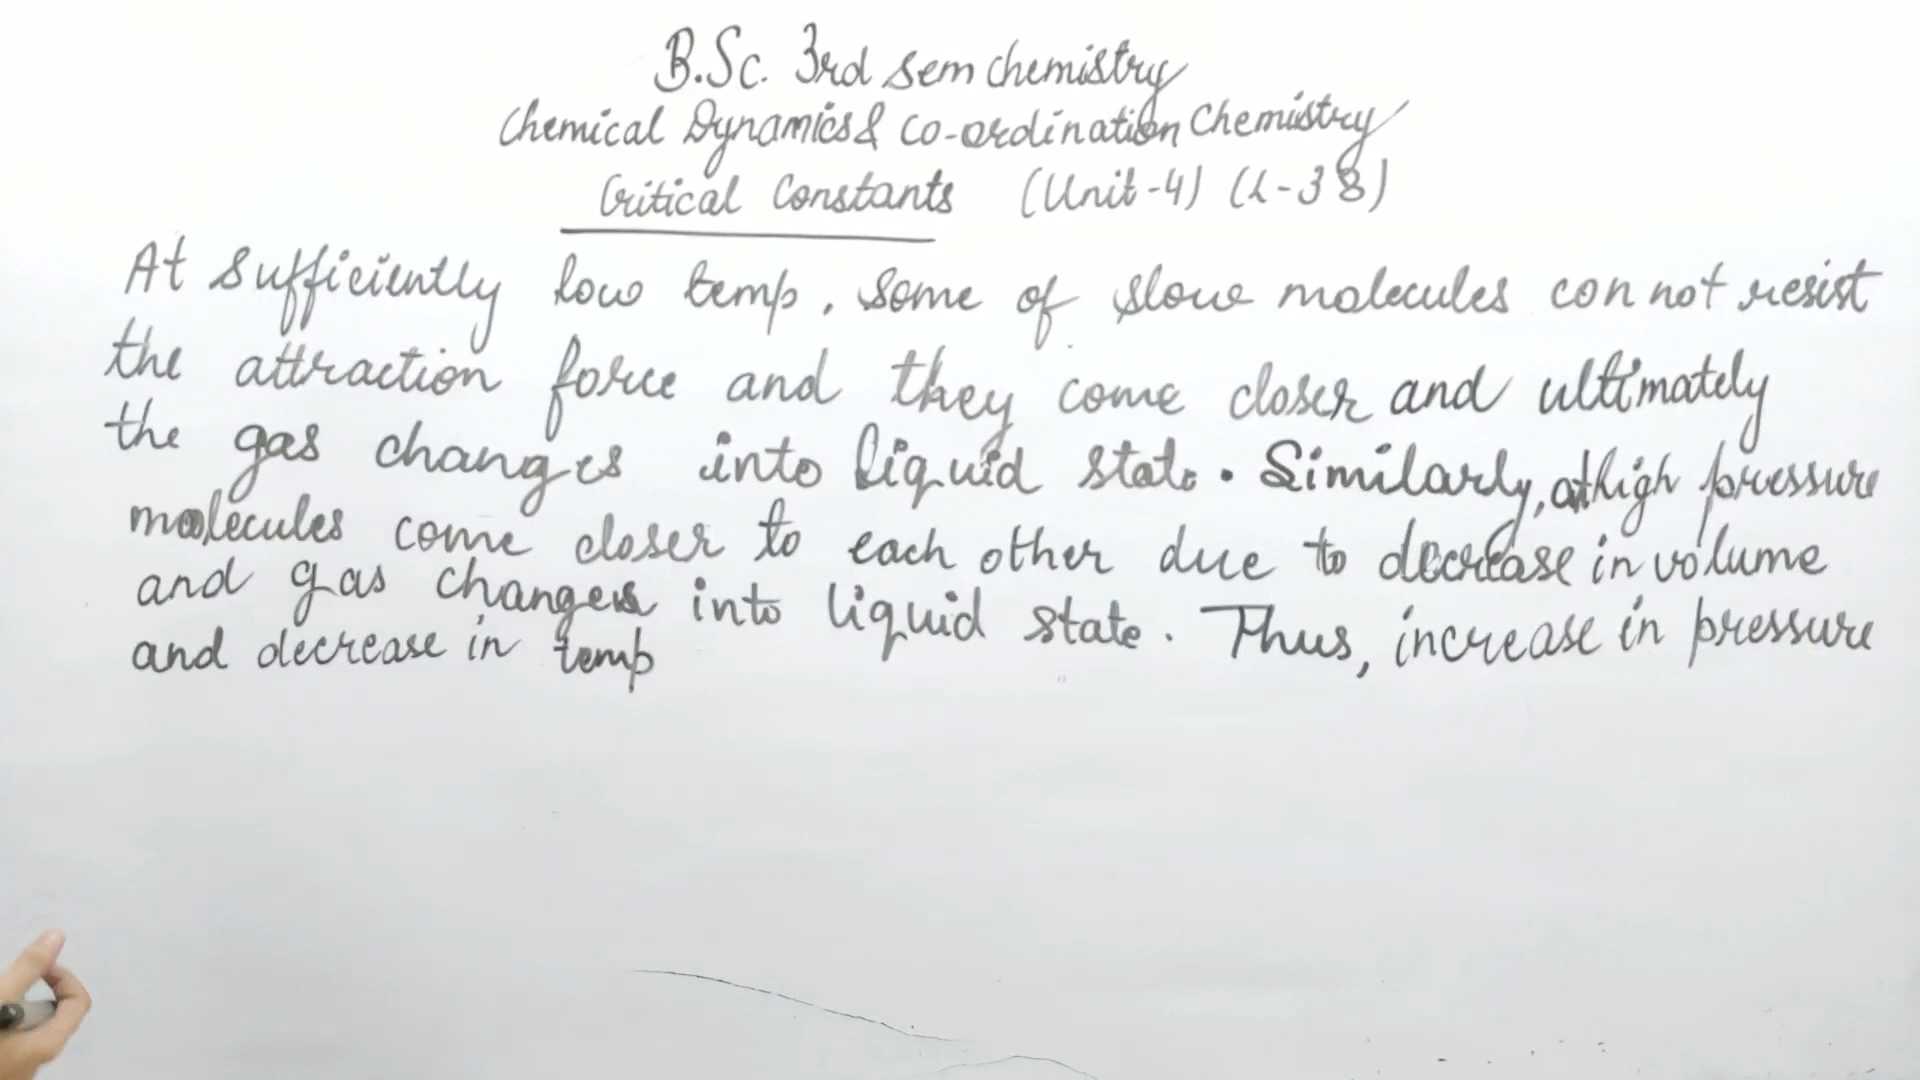 B.Sc. 3rd sem chemistry
Chemical Dynamics & co-ordination Chemistry
Critical Constants (Unit-4) (L-38)
At sufficiently low temp, some of slow molecules con not resist
the attraction force and they come closer and ultimately
the gas changes into liquid state. Similarly, at high pressure
molecules come closer to each other due to decrease in volume
and gas changes into liquid state. Thus, increase in pressure
and decrease in temp